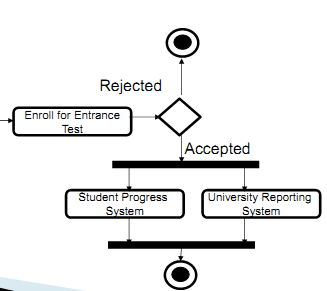 Rejected
Enroll for Entrance
Test
Accepted
Student Progress
System
University Reporting
System